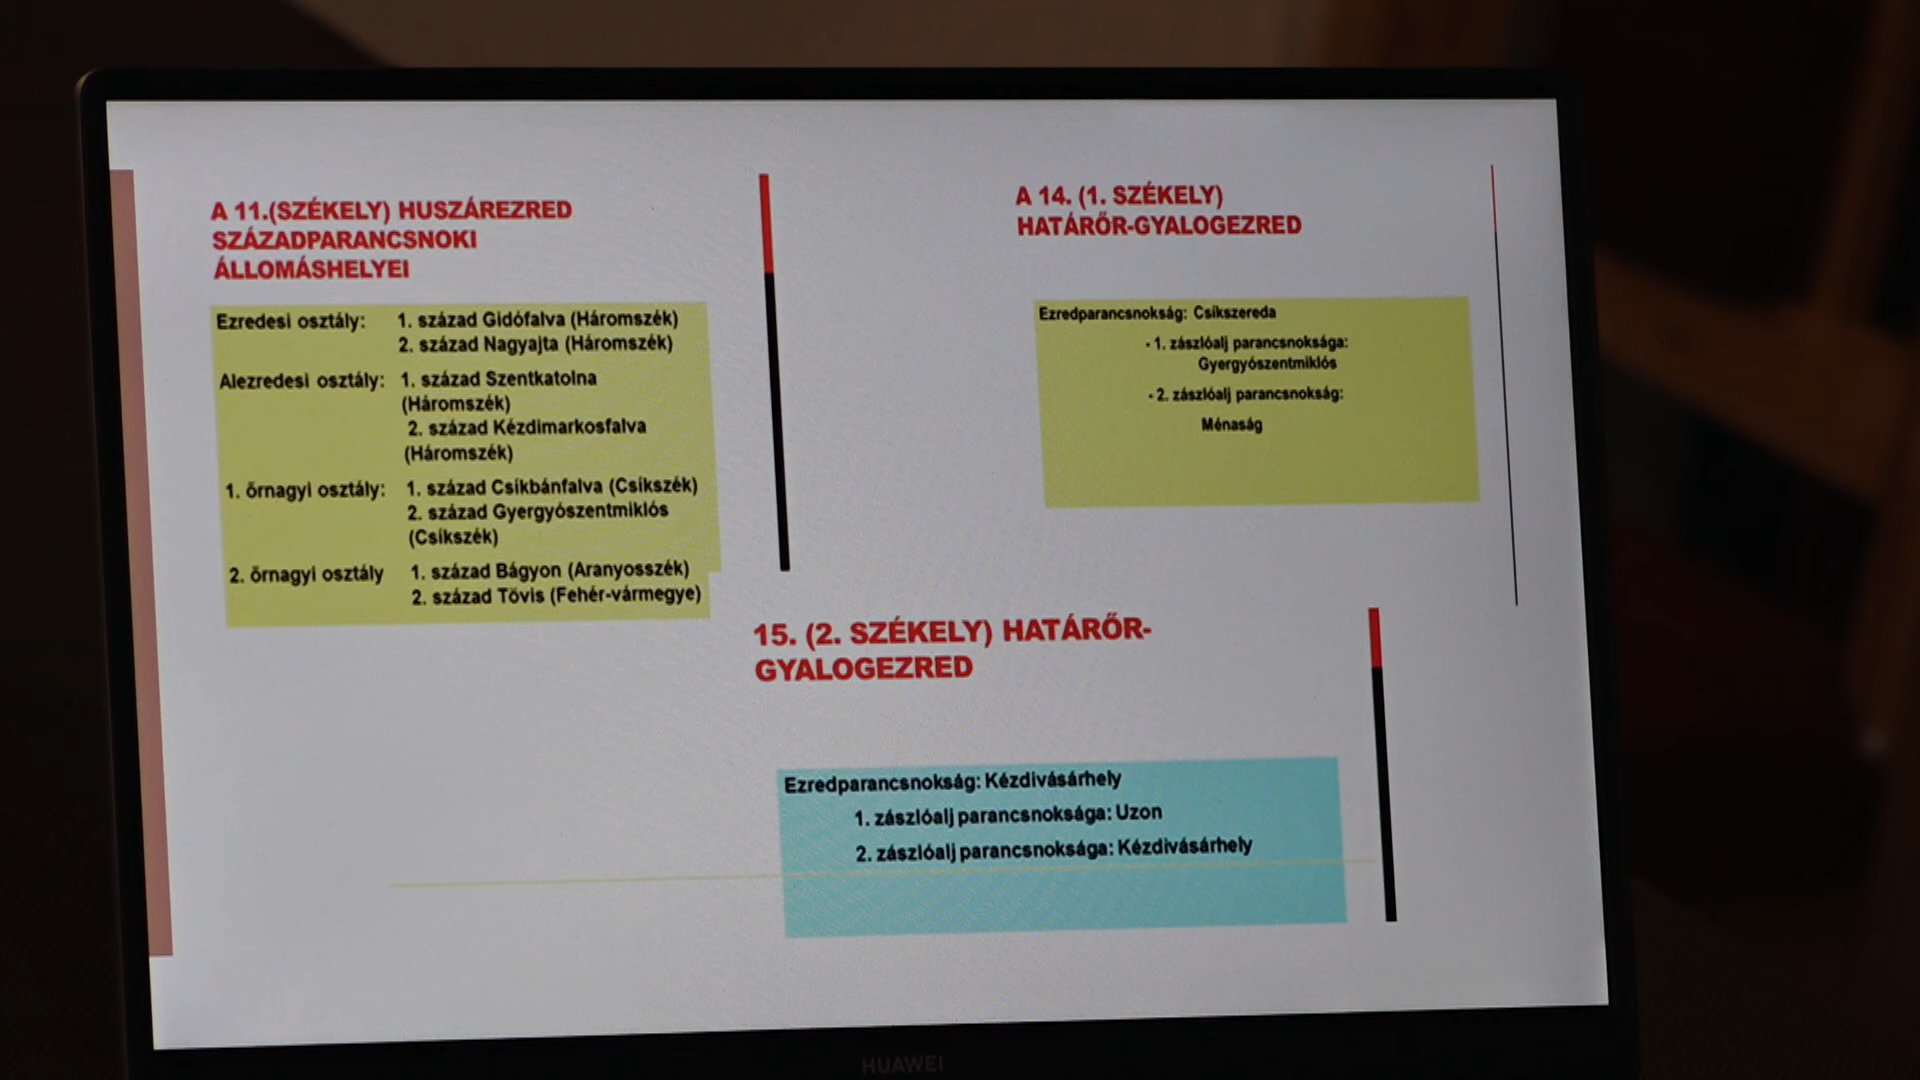 A 11.(SZÉKELY) HUSZÁREZRED
SZÁZADPARANCSNOKI
ÁLLOMÁSHELYEI
Ezredesi osztály: 1. század Gidófalva (Háromszék)
2. század Nagyajta (Háromszék)
Alezredesi osztály: 1. század Szentkatolna
(Háromszék)
2. század Kézdimarkosfalva
(Háromszék)
1. őrnagyi osztály: 1. század Csíkbánfalva (Csíkszék)
2. század Gyergyószentmiklós
(Csíkszék)
2. őrnagyi osztály 1. század Bágyon (Aranyosszék)
2. század Tövis (Fehér-vármegye)
A 14. (1. SZÉKELY)
HATÁRŐR-GYALOGEZRED
Ezredparancsnokság: Csíkszereda
• 1. zászlóalj parancsnoksága:
Gyergyószentmiklós
• 2. zászlóalj parancsnokság:
Ménaság
15. (2. SZÉKELY) HATÁRŐR-
GYALOGEZRED
Ezredparancsnokság: Kézdivásárhely
1. zászlóalj parancsnoksága: Uzon
2. zászlóalj parancsnoksága: Kézdivásárhely
HUAWEI